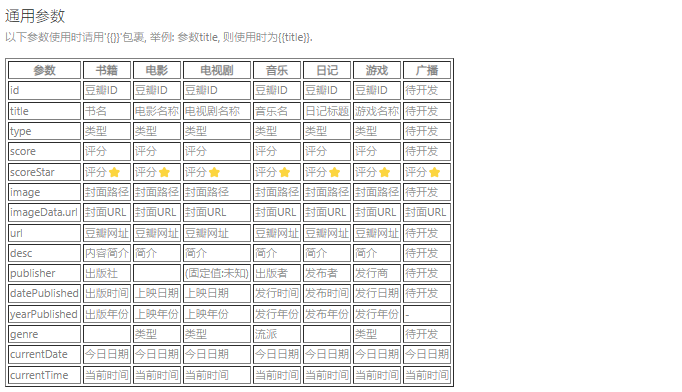 通用参数
以下参数使用时请用'{{}}'包裹, 举例: 参数title, 则使用时为{{title}}.
参数 书籍 电影 电视剧 音乐 日记 游戏 广播
id 豆瓣ID 豆瓣ID 豆瓣ID 豆瓣ID 豆瓣ID 豆瓣ID 待开发
title 书名 电影名称 电视剧名称 音乐名 日记标题 游戏名称 待开发
type 类型 类型 类型 类型 类型 类型 待开发
score 评分 评分 评分 评分 评分 评分 待开发
scoreStar 评分⭐ 评分⭐ 评分⭐ 评分⭐ 评分⭐ 评分⭐ 评分⭐
image 封面路径 封面路径 封面路径 封面路径 封面路径 封面路径 待开发
imageData.url 封面URL 封面URL 封面URL 封面URL 封面URL 封面URL 封面URL
url 豆瓣网址 豆瓣网址 豆瓣网址 豆瓣网址 豆瓣网址 豆瓣网址 待开发
desc 内容简介 简介 简介 简介 简介 简介 待开发
publisher 出版社 (固定值:未知) 出版者 发布者 发行商 待开发
datePublished 出版时间 上映日期 上映日期 发行时间 发布时间 发行日期 待开发
yearPublished 出版年份 上映年份 上映年份 发行年份 发布年份 发行年份 -
genre 类型 类型 流派 类型 待开发
currentDate 今日日期 今日日期 今日日期 今日日期 今日日期 今日日期 今日日期
currentTime 当前时间 当前时间 当前时间 当前时间 当前时间 当前时间 当前时间